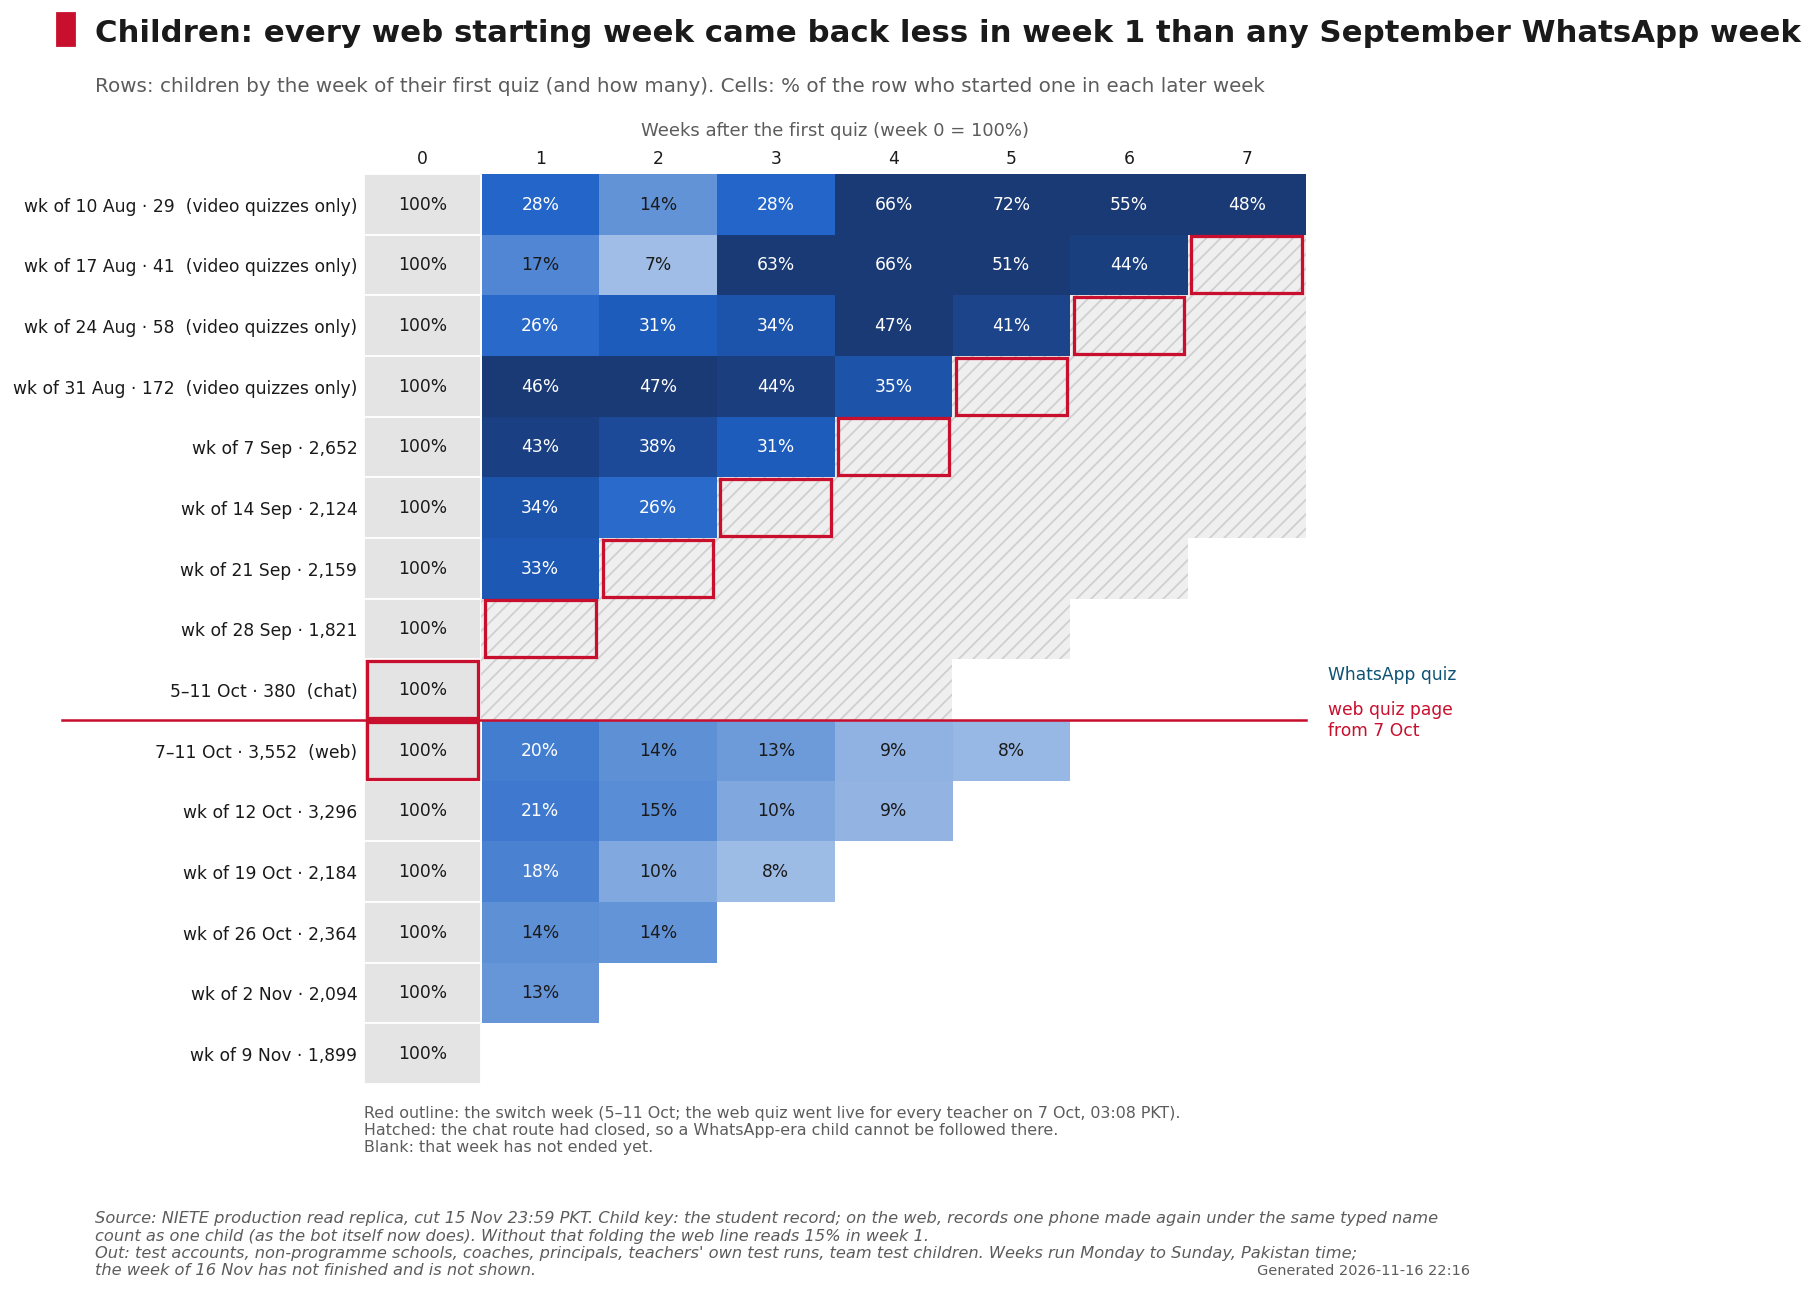 Children: every web starting week came back less in week 1 than any September WhatsApp week
Rows: children by the week of their first quiz (and how many). Cells: % of the row who started one in each later week
Weeks after the first quiz (week 0 = 100%)
0 1 2 3 4 5 6 7
wk of 10 Aug · 29 (video quizzes only) 100% 28% 14% 28% 66% 72% 55% 48%
wk of 17 Aug · 41 (video quizzes only) 100% 17% 7% 63% 66% 51% 44%
wk of 24 Aug · 58 (video quizzes only) 100% 26% 31% 34% 47% 41%
wk of 31 Aug · 172 (video quizzes only) 100% 46% 47% 44% 35%
wk of 7 Sep · 2,652 100% 43% 38% 31%
wk of 14 Sep · 2,124 100% 34% 26%
wk of 21 Sep · 2,159 100% 33%
wk of 28 Sep · 1,821 100%
5–11 Oct · 380 (chat) 100%
WhatsApp quiz
web quiz page
from 7 Oct
7–11 Oct · 3,552 (web) 100% 20% 14% 13% 9% 8%
wk of 12 Oct · 3,296 100% 21% 15% 10% 9%
wk of 19 Oct · 2,184 100% 18% 10% 8%
wk of 26 Oct · 2,364 100% 14% 14%
wk of 2 Nov · 2,094 100% 13%
wk of 9 Nov · 1,899 100%
Red outline: the switch week (5–11 Oct; the web quiz went live for every teacher on 7 Oct, 03:08 PKT).
Hatched: the chat route had closed, so a WhatsApp-era child cannot be followed there.
Blank: that week has not ended yet.
Source: NIETE production read replica, cut 15 Nov 23:59 PKT. Child key: the student record; on the web, records one phone made again under the same typed name
count as one child (as the bot itself now does). Without that folding the web line reads 15% in week 1.
Out: test accounts, non-programme schools, coaches, principals, teachers' own test runs, team test children. Weeks run Monday to Sunday, Pakistan time;
the week of 16 Nov has not finished and is not shown.
Generated 2026-11-16 22:16